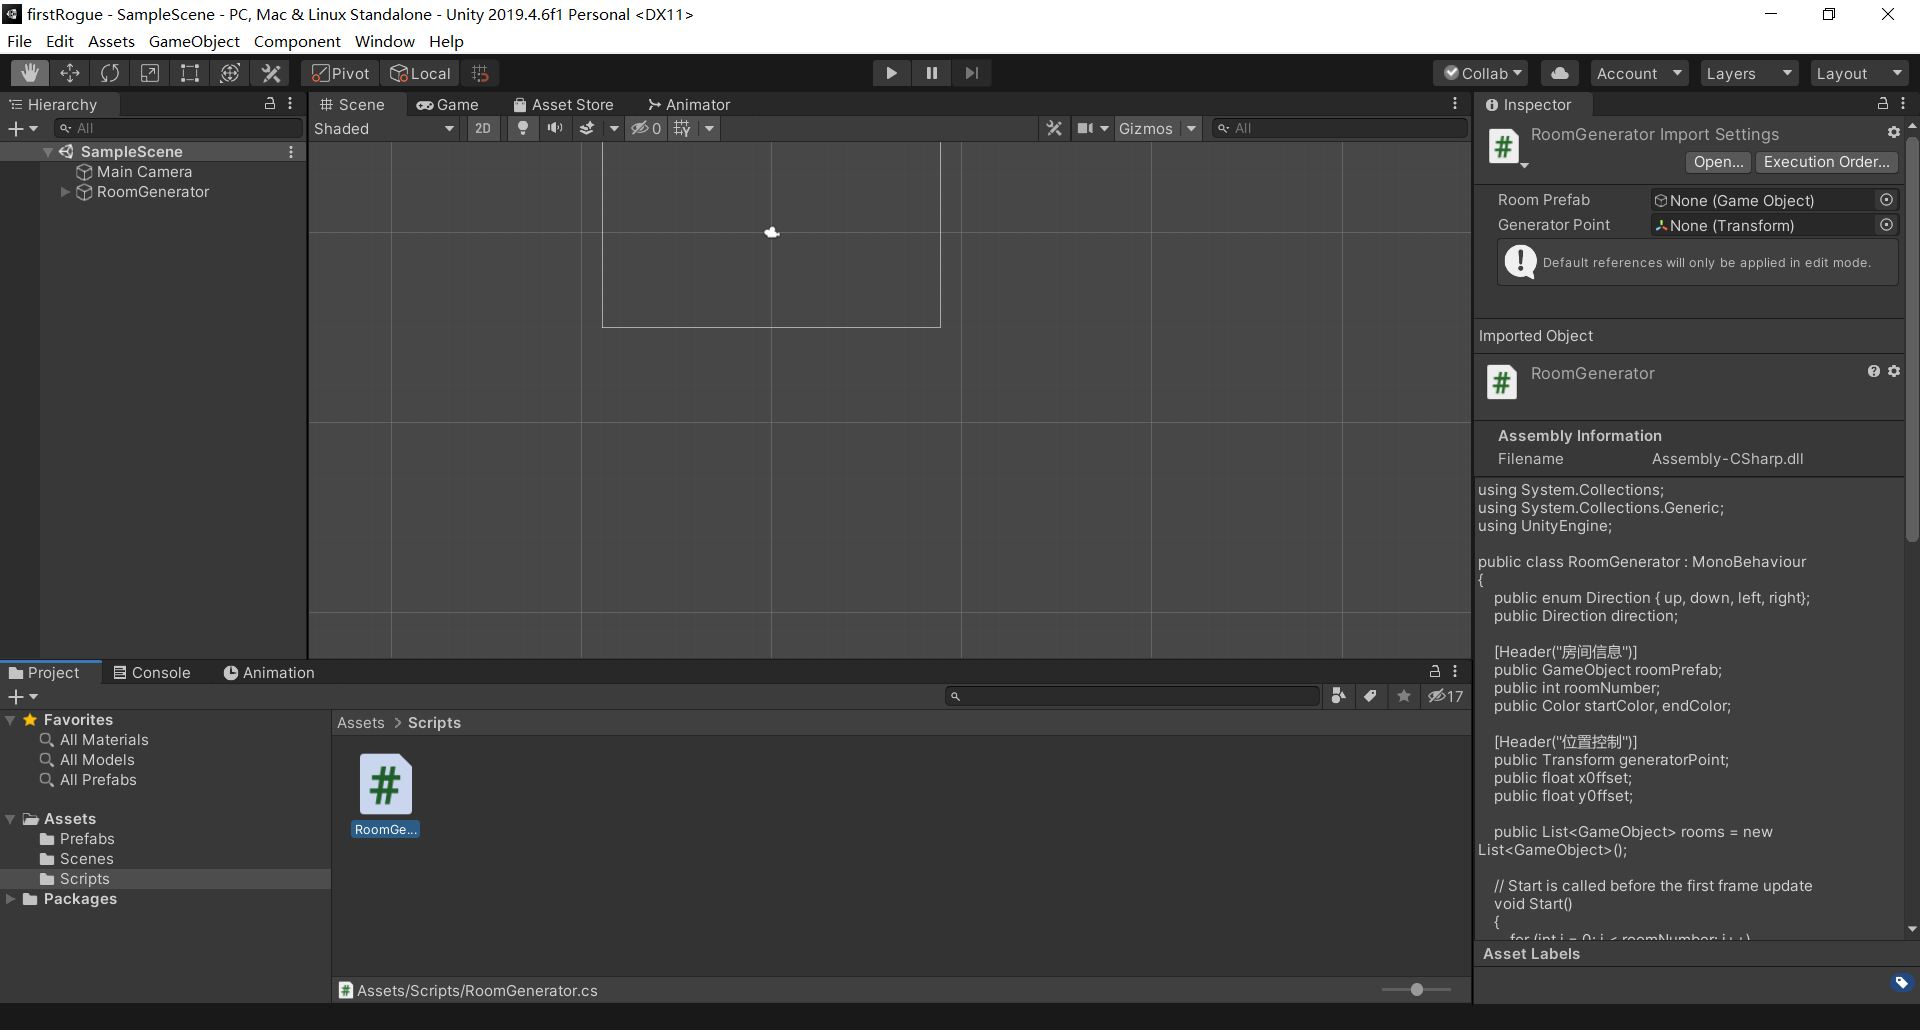 firstRogue - SampleScene - PC, Mac & Linux Standalone - Unity 2019.4.6f1 Personal <DX11>
File Edit Assets GameObject Component Window Help
Pivot Local Collab Account Layers Layout
Hierarchy
All
SampleScene
Main Camera
RoomGenerator
Scene Game Asset Store Animator
Shaded 2D 0 Gizmos All
Inspector
RoomGenerator Import Settings
Open... Execution Order...
Room Prefab None (Game Object)
Generator Point None (Transform)
Default references will only be applied in edit mode.
Imported Object
RoomGenerator
Assembly Information
Filename Assembly-CSharp.dll
using System.Collections;
using System.Collections.Generic;
using UnityEngine;
public class RoomGenerator : MonoBehaviour
{
public enum Direction { up, down, left, right};
public Direction direction;
[Header("房间信息")]
public GameObject roomPrefab;
public int roomNumber;
public Color startColor, endColor;
[Header("位置控制")]
public Transform generatorPoint;
public float x0ffset;
public float y0ffset;
public List<GameObject> rooms = new
List<GameObject>();
// Start is called before the first frame update
void Start()
{
for (int i = 0; i < roomNumber; i++)
Asset Labels
Project Console Animation
17
Favorites
All Materials
All Models
All Prefabs
Assets
Prefabs
Scenes
Scripts
Packages
Assets > Scripts
RoomGe...
Assets/Scripts/RoomGenerator.cs